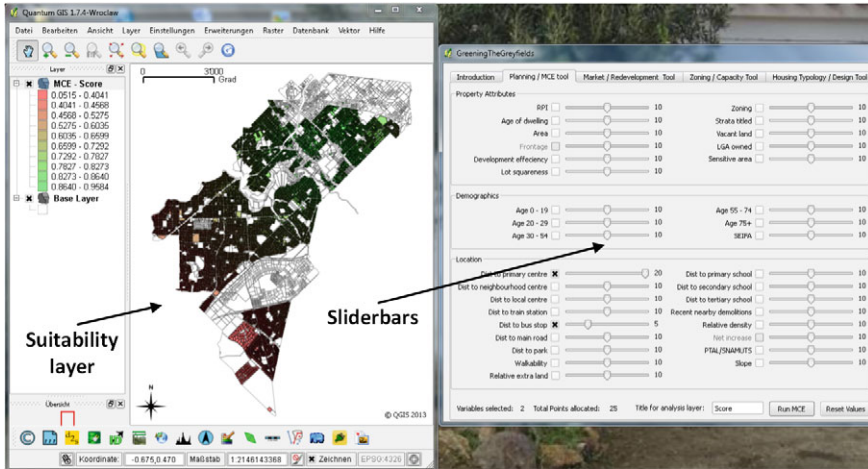 Quantum GIS 1.7.4-Wroclaw
Datei Bearbeiten Ansicht Layer Einstellungen Erweiterungen Raster Datenbank Vektor Hilfe
Layer
MCE - Score
0.0515 - 0.4041
0.4041 - 0.4568
0.4568 - 0.5275
0.5275 - 0.6035
0.6035 - 0.6599
0.6599 - 0.7292
0.7292 - 0.7827
0.7827 - 0.8273
0.8273 - 0.8640
0.8640 - 0.9584
Base Layer
0 3'000
Grad
Suitability
layer
N
© QGIS 2013
Übersicht
Koordinate: -0.675,0.470 Maßstab 1:2146143368 Zeichnen EPSG:4326
GreeningTheGreyfields
Introduction Planning / MCE tool Market / Redevelopment Tool Zoning / Capacity Tool Housing Typology / Design Tool
Property Attributes
RPI 10 Zoning 10
Age of dwelling 10 Strata titled 10
Area 10 Vacant land 10
Frontage 10 LGA owned 10
Development effeciency 10 Sensitive area 10
Lot squareness 10
Demographics
Age 0 - 19 10 Age 55 - 74 10
Age 20 - 29 10 Age 75+ 10
Age 30 - 54 10 SEIFA 10
Sliderbars
Location
Dist to primary centre 20 Dist to primary school 10
Dist to neighbourhood centre 10 Dist to secondary school 10
Dist to local centre 10 Dist to tertiary school 10
Dist to train station 10 Recent nearby demolitions 10
Dist to bus stop 5 Relative density 10
Dist to main road 10 Net increase 10
Dist to park 10 PTAL/SNAMUTS 10
Walkability 10 Slope 10
Relative extra land 10
Variables selected: 2 Total Points allocated: 25 Title for analysis layer: Score Run MCE Reset Values